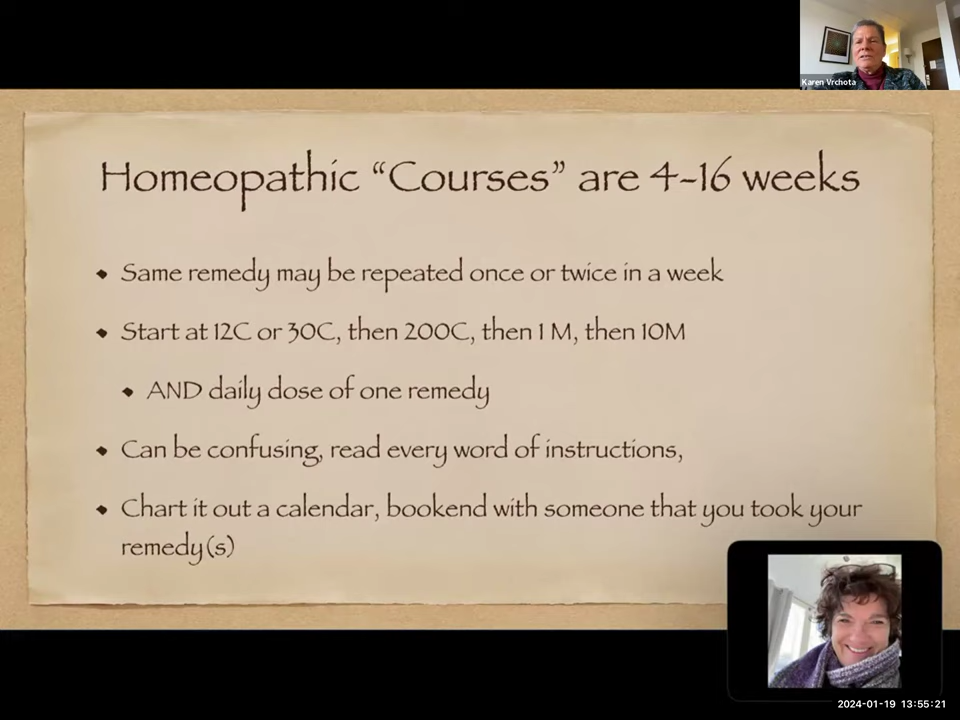 Karen Vrchota
Homeopathic “Courses” are 4-16 weeks
Same remedy may be repeated once or twice in a week
Start at 12C or 30C, then 200C, then 1 M, then 10M
AND daily dose of one remedy
Can be confusing, read every word of instructions,
Chart it out a calendar, bookend with someone that you took your
remedy(s)
2024-01-19 13:55:21